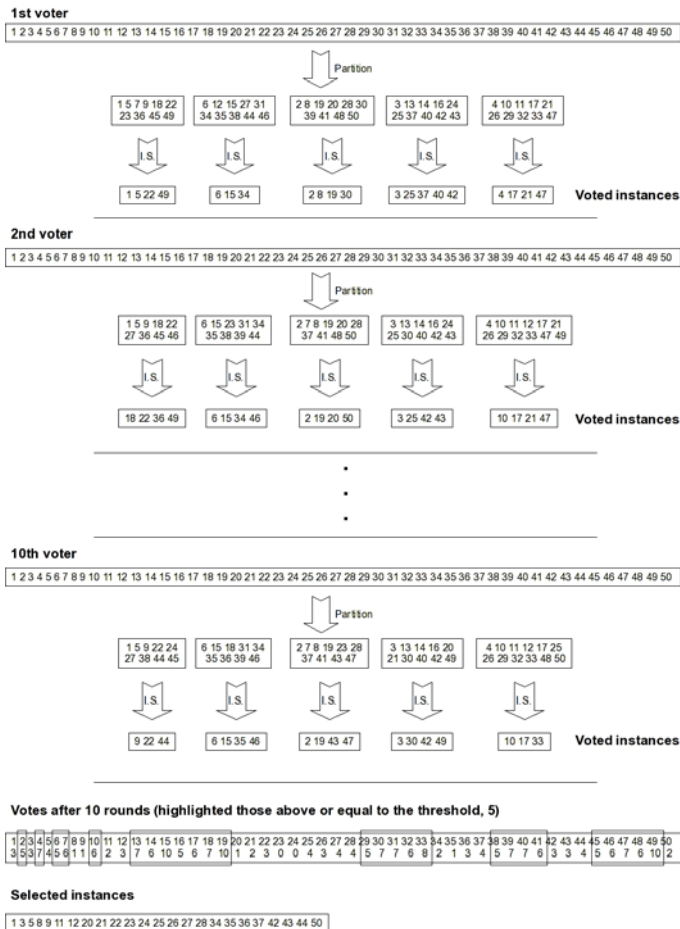 1st voter
1 2 3 4 5 6 7 8 9 10 11 12 13 14 15 16 17 18 19 20 21 22 23 24 25 26 27 28 29 30 31 32 33 34 35 36 37 38 39 40 41 42 43 44 45 46 47 48 49 50
Partition
1 5 7 9 18 22
23 36 45 49
6 12 15 27 31
34 35 38 44 46
2 8 19 20 28 30
39 41 48 50
3 13 14 16 24
25 37 40 42 43
4 10 11 17 21
26 29 32 33 47
I.S. I.S. I.S. I.S. I.S.
1 5 22 49
6 15 34
2 8 19 30
3 25 37 40 42
4 17 21 47
Voted instances
2nd voter
1 2 3 4 5 6 7 8 9 10 11 12 13 14 15 16 17 18 19 20 21 22 23 24 25 26 27 28 29 30 31 32 33 34 35 36 37 38 39 40 41 42 43 44 45 46 47 48 49 50
Partition
1 5 9 18 22
27 36 45 46
6 15 23 31 34
35 38 39 44
2 7 8 19 20 28
37 41 48 50
3 13 14 16 24
25 30 40 42 43
4 10 11 12 17 21
26 29 32 33 47 49
I.S. I.S. I.S. I.S. I.S.
18 22 36 49
6 15 34 46
2 19 20 50
3 25 42 43
10 17 21 47
Voted instances
10th voter
1 2 3 4 5 6 7 8 9 10 11 12 13 14 15 16 17 18 19 20 21 22 23 24 25 26 27 28 29 30 31 32 33 34 35 36 37 38 39 40 41 42 43 44 45 46 47 48 49 50
Partition
1 5 9 22 24
27 38 44 45
6 15 18 31 34
35 36 39 46
2 7 8 19 23 28
37 41 43 47
3 13 14 16 20
21 30 40 42 49
4 10 11 12 17 25
26 29 32 33 48 50
I.S. I.S. I.S. I.S. I.S.
9 22 44
6 15 35 46
2 19 43 47
3 30 42 49
10 17 33
Voted instances
Votes after 10 rounds (highlighted those above or equal to the threshold, 5)
1 2 3 4 5 6 7 8 9 10 11 12 13 14 15 16 17 18 19 20 21 22 23 24 25 26 27 28 29 30 31 32 33 34 35 36 37 38 39 40 41 42 43 44 45 46 47 48 49 50
3 5 3 7 4 5 6 1 1 6 2 3 7 6 10 5 6 7 10 1 2 3 0 0 4 3 4 4 5 7 7 6 8 2 1 3 4 5 7 7 6 3 3 4 5 6 7 6 10 2
Selected instances
1 3 5 8 9 11 12 20 21 22 23 24 25 26 27 28 34 35 36 37 42 43 44 50